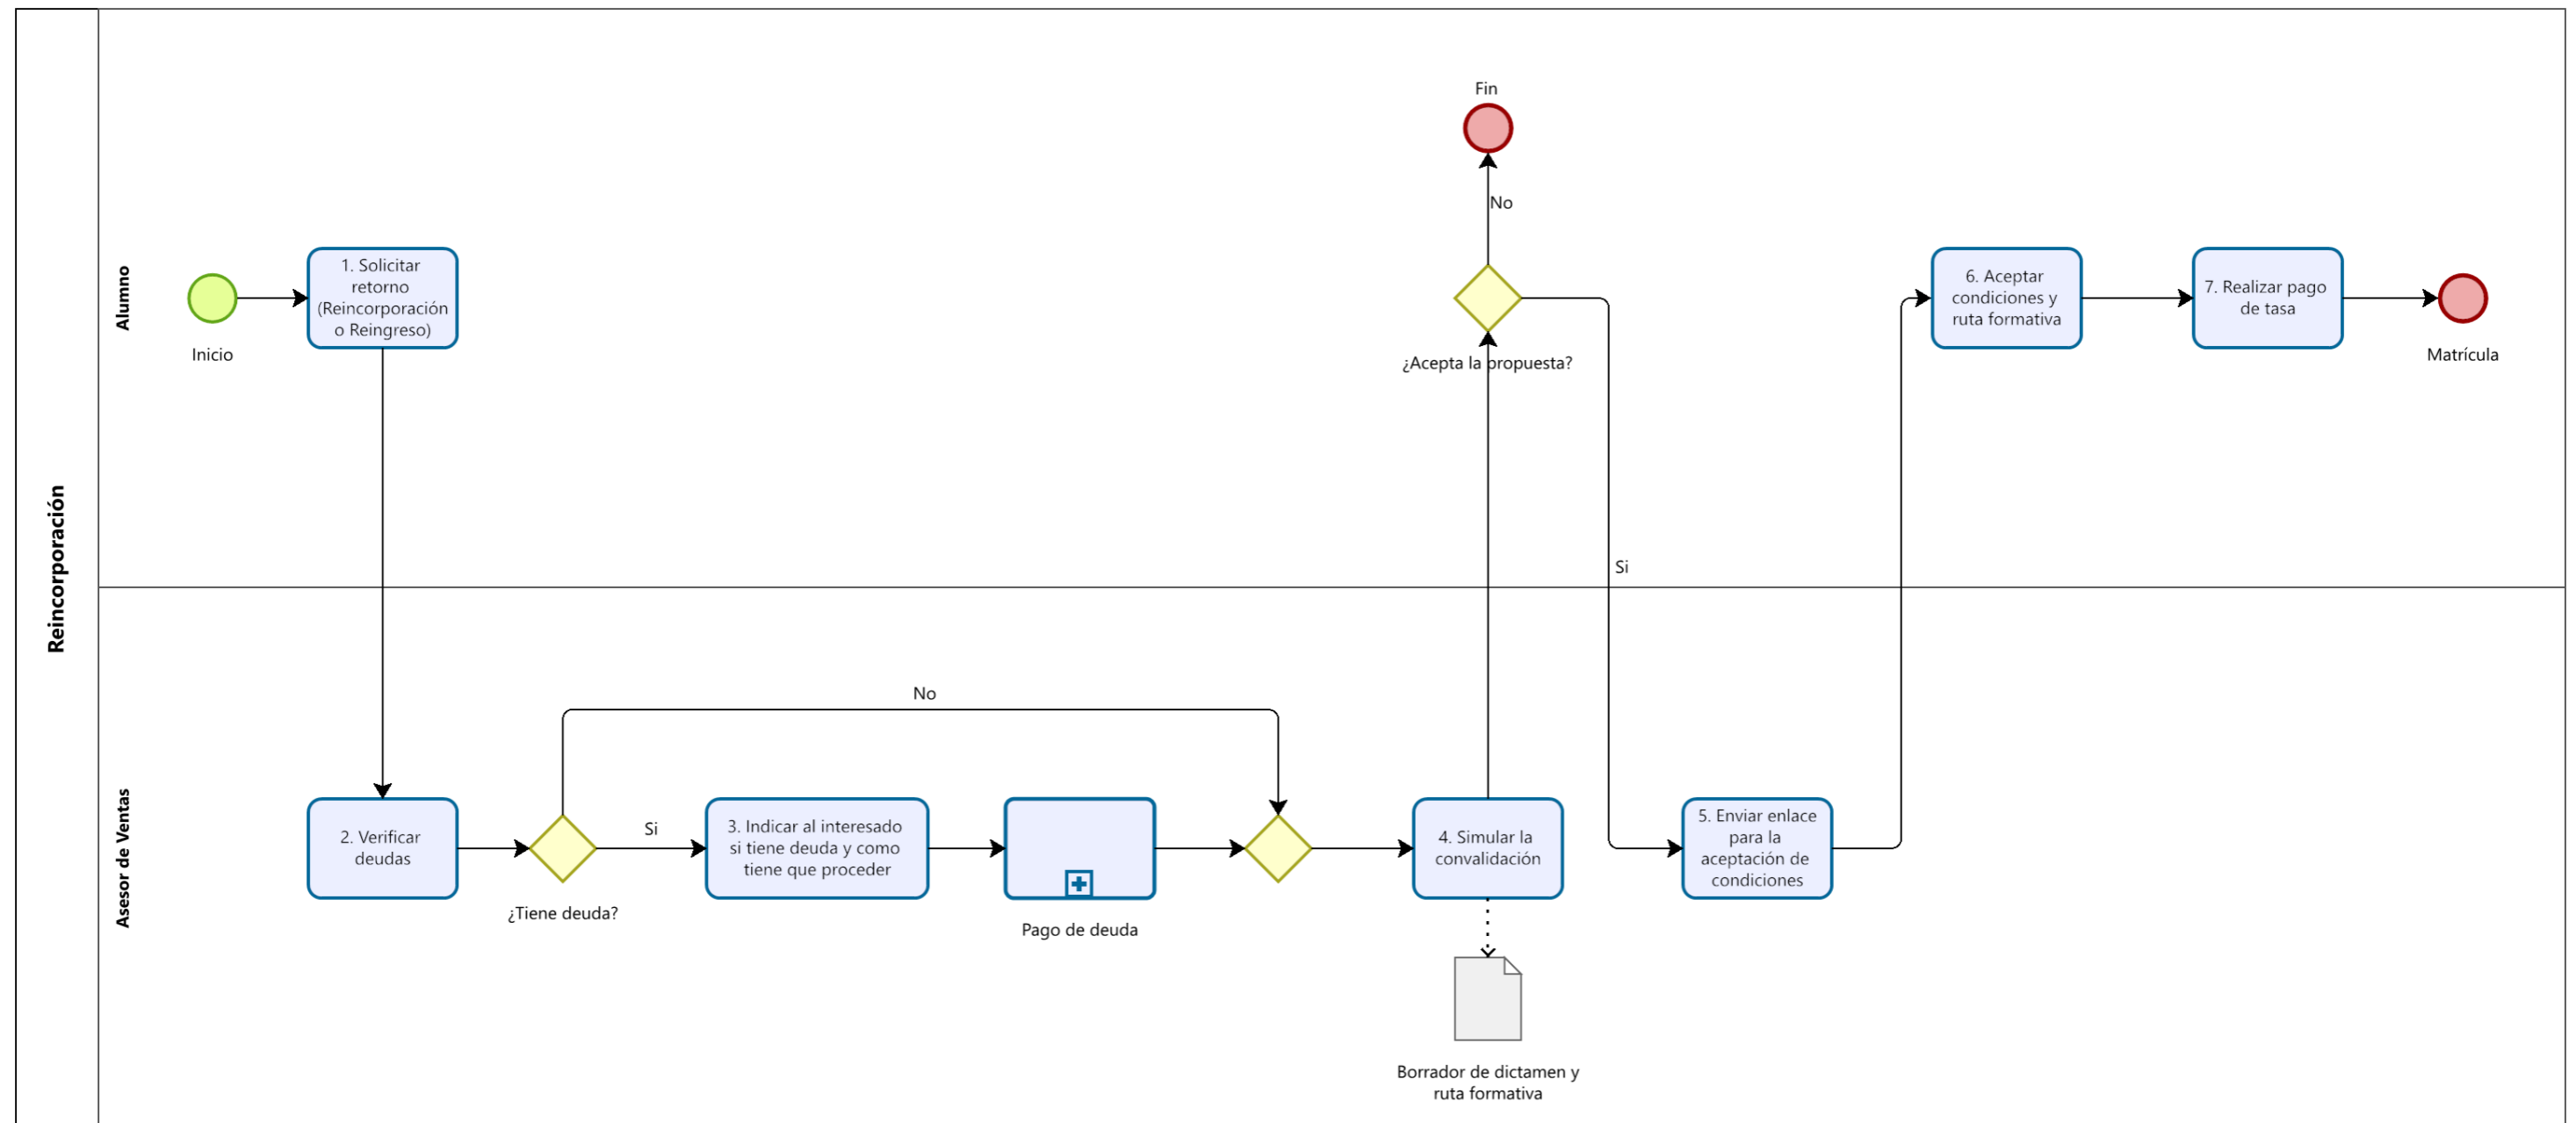 Reincorporación
Alumno
Inicio
1. Solicitar
retorno
(Reincorporación
o Reingreso)
Fin
No
¿Acepta la propuesta?
Si
6. Aceptar
condiciones y
ruta formativa
7. Realizar pago
de tasa
Matrícula
Asesor de Ventas
2. Verificar
deudas
¿Tiene deuda?
No
Si
3. Indicar al interesado
si tiene deuda y como
tiene que proceder
Pago de deuda
4. Simular la
convalidación
Borrador de dictamen y
ruta formativa
5. Enviar enlace
para la
aceptación de
condiciones